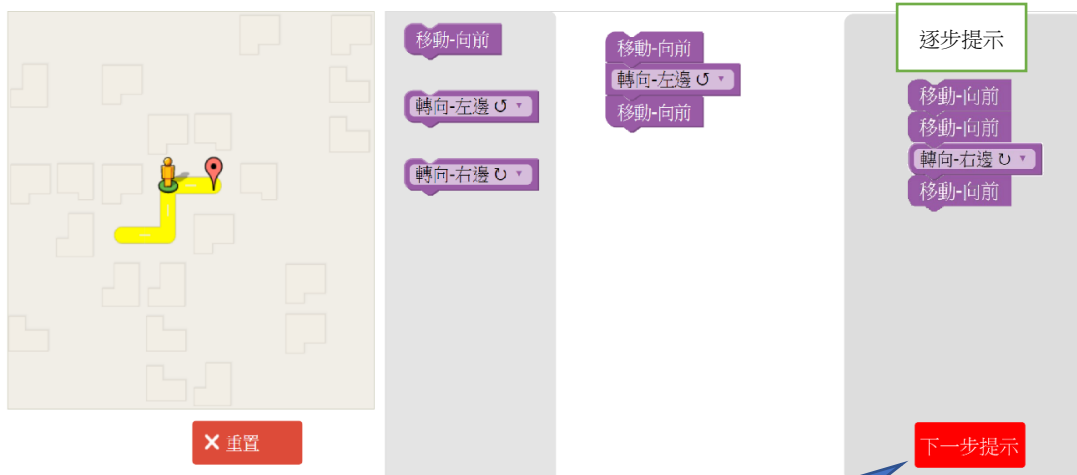 移動-向前
轉向-左邊 ↺ ▼
轉向-右邊 ↻ ▼
移動-向前
轉向-左邊 ↺ ▼
移動-向前
逐步提示
移動-向前
移動-向前
轉向-右邊 ↻ ▼
移動-向前
✕ 重置
下一步提示